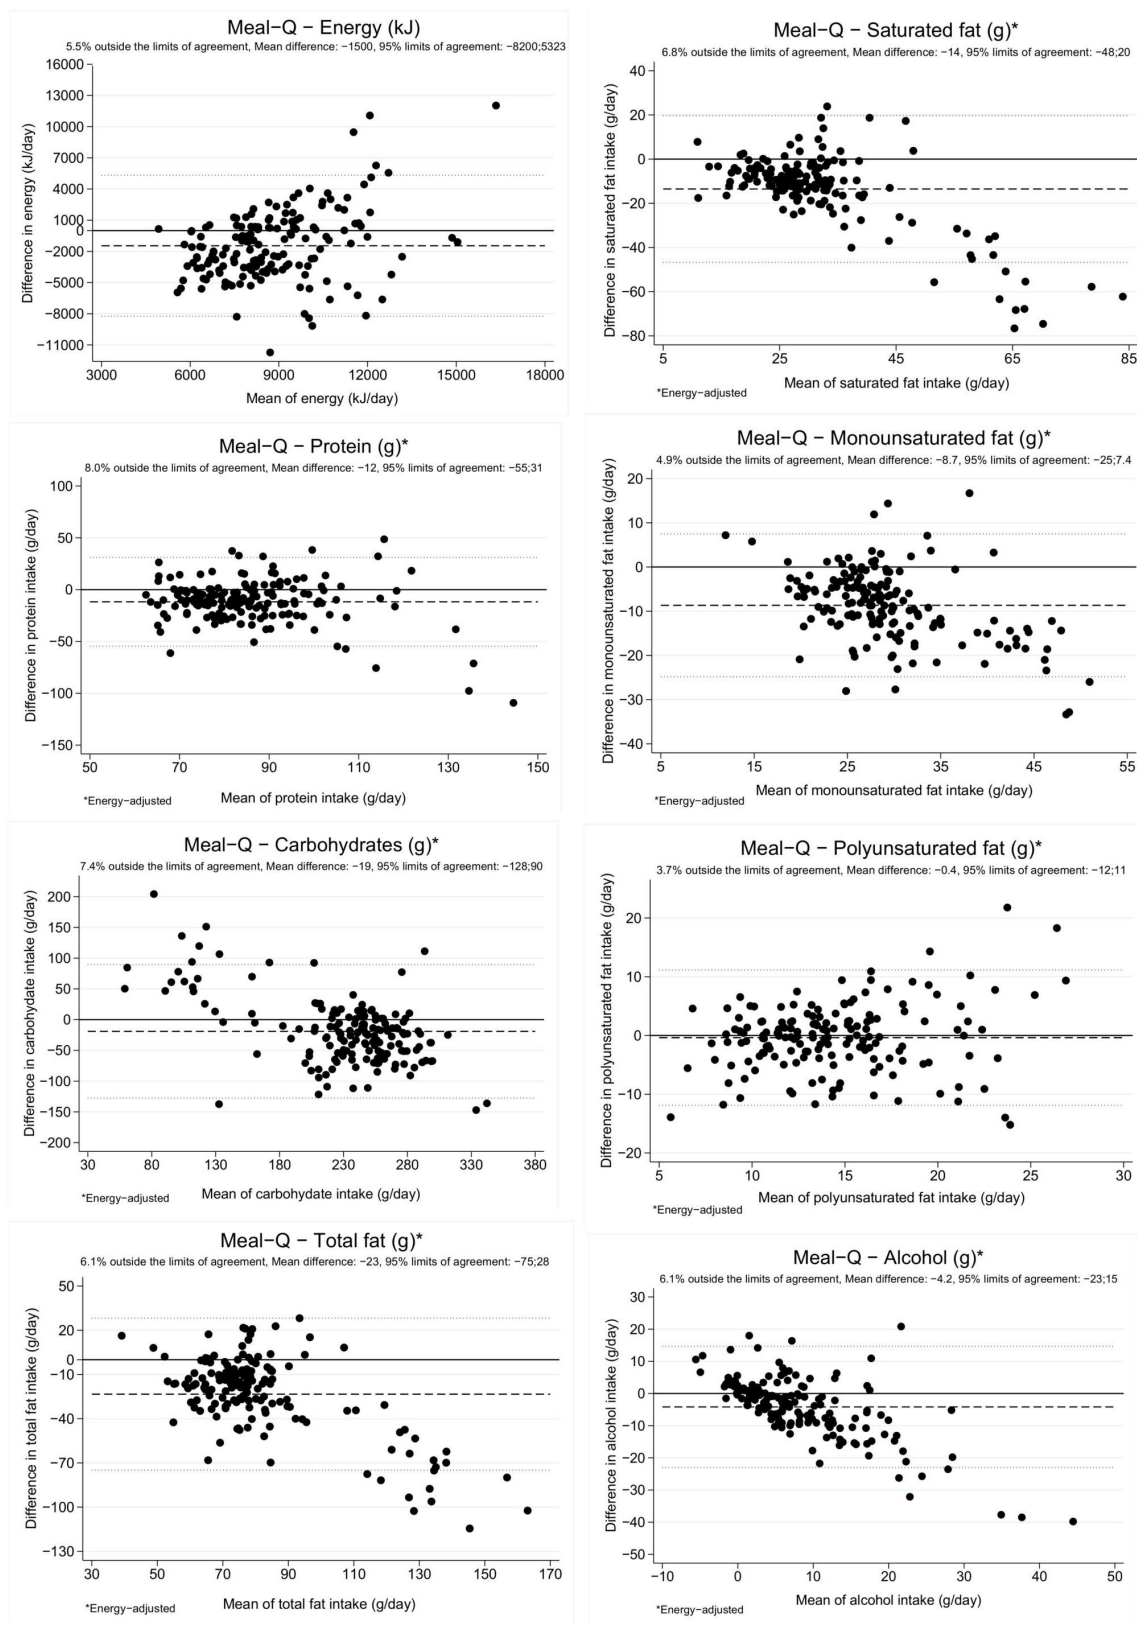 Meal−Q − Energy (kJ)
5.5% outside the limits of agreement, Mean difference: −1500, 95% limits of agreement: −8200;5323
Difference in energy (kJ/day)
16000
13000
10000
7000
4000
1000
0
−2000
−5000
−8000
−11000
3000 6000 9000 12000 15000 18000
Mean of energy (kJ/day)
Meal−Q − Saturated fat (g)*
6.8% outside the limits of agreement, Mean difference: −14, 95% limits of agreement: −48;20
Difference in saturated fat intake (g/day)
40
20
0
−20
−40
−60
−80
5 25 45 65 85
Mean of saturated fat intake (g/day)
*Energy−adjusted
Meal−Q − Protein (g)*
8.0% outside the limits of agreement, Mean difference: −12, 95% limits of agreement: −55;31
Difference in protein intake (g/day)
100
50
0
−50
−100
−150
50 70 90 110 130 150
*Energy−adjusted Mean of protein intake (g/day)
Meal−Q − Monounsaturated fat (g)*
4.9% outside the limits of agreement, Mean difference: −8.7, 95% limits of agreement: −25;7.4
Difference in monounsaturated fat intake (g/day)
20
10
0
−10
−20
−30
−40
5 15 25 35 45 55
Mean of monounsaturated fat intake (g/day)
*Energy−adjusted
Meal−Q − Carbohydrates (g)*
7.4% outside the limits of agreement, Mean difference: −19, 95% limits of agreement: −128;90
Difference in carbohydate intake (g/day)
200
150
100
50
0
−50
−100
−150
−200
30 80 130 180 230 280 330 380
*Energy−adjusted Mean of carbohydate intake (g/day)
Meal−Q − Polyunsaturated fat (g)*
3.7% outside the limits of agreement, Mean difference: −0.4, 95% limits of agreement: −12;11
Difference in polyunsaturated fat intake (g/day)
20
10
0
−10
−20
5 10 15 20 25 30
Mean of polyunsaturated fat intake (g/day)
*Energy−adjusted
Meal−Q − Total fat (g)*
6.1% outside the limits of agreement, Mean difference: −23, 95% limits of agreement: −75;28
Difference in total fat intake (g/day)
50
20
0
−10
−40
−70
−100
−130
30 50 70 90 110 130 150 170
*Energy−adjusted Mean of total fat intake (g/day)
Meal−Q − Alcohol (g)*
6.1% outside the limits of agreement, Mean difference: −4.2, 95% limits of agreement: −23;15
Difference in alcohol intake (g/day)
30
20
10
0
−10
−20
−30
−40
−50
−10 0 10 20 30 40 50
Mean of alcohol intake (g/day)
*Energy−adjusted